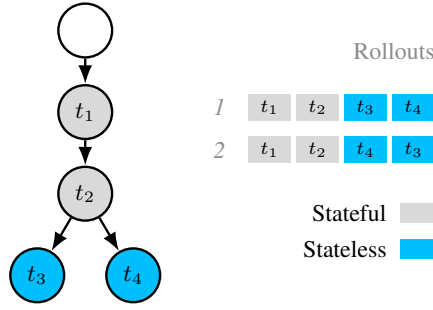 Rollouts
t₁
1 t₁ t₂ t₃ t₄
2 t₁ t₂ t₄ t₃
t₂
Stateful
Stateless
t₃ t₄